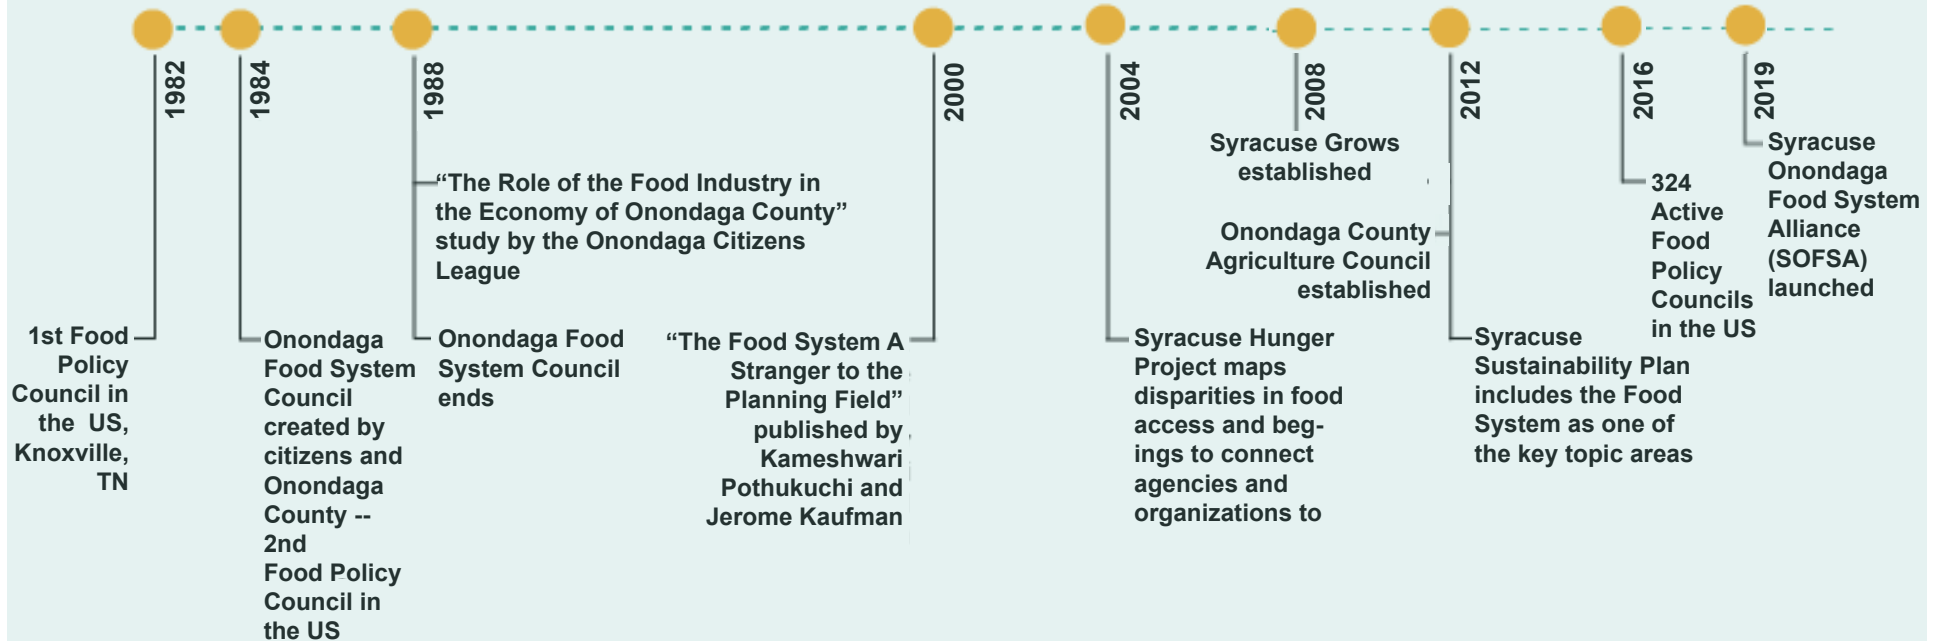 1982
1st Food
Policy
Council in
the US,
Knoxville,
TN
1984
Onondaga
Food System
Council
created by
citizens and
Onondaga
County --
2nd
Food Policy
Council in
the US
1988
“The Role of the Food Industry in
the Economy of Onondaga County”
study by the Onondaga Citizens
League
Onondaga Food
System Council
ends
2000
“The Food System A
Stranger to the
Planning Field”
published by
Kameshwari
Pothukuchi and
Jerome Kaufman
2004
Syracuse Hunger
Project maps
disparities in food
access and beg-
ings to connect
agencies and
organizations to
2008
Syracuse Grows
established
2012
Onondaga County
Agriculture Council
established
Syracuse
Sustainability Plan
includes the Food
System as one of
the key topic areas
2016
324
Active
Food
Policy
Councils
in the US
2019
Syracuse
Onondaga
Food System
Alliance
(SOFSA)
launched